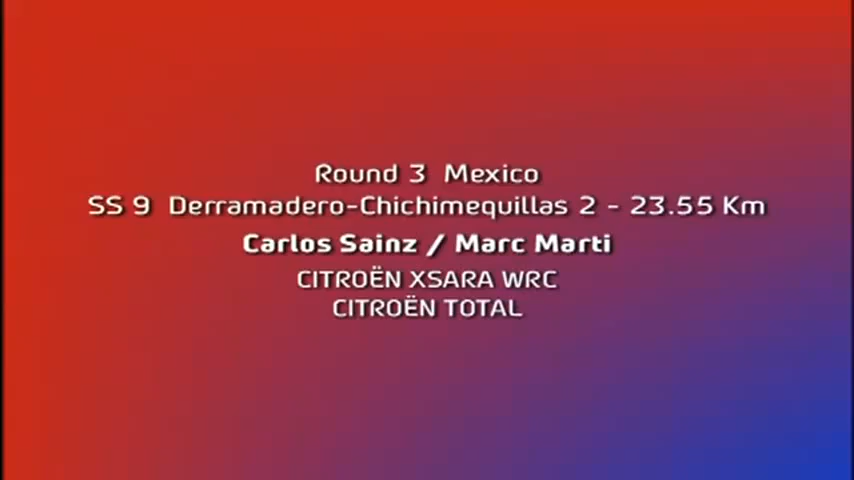 Round 3 Mexico
SS 9 Derramadero-Chichimequillas 2 - 23.55 Km
Carlos Sainz / Marc Marti
CITROËN XSARA WRC
CITROËN TOTAL